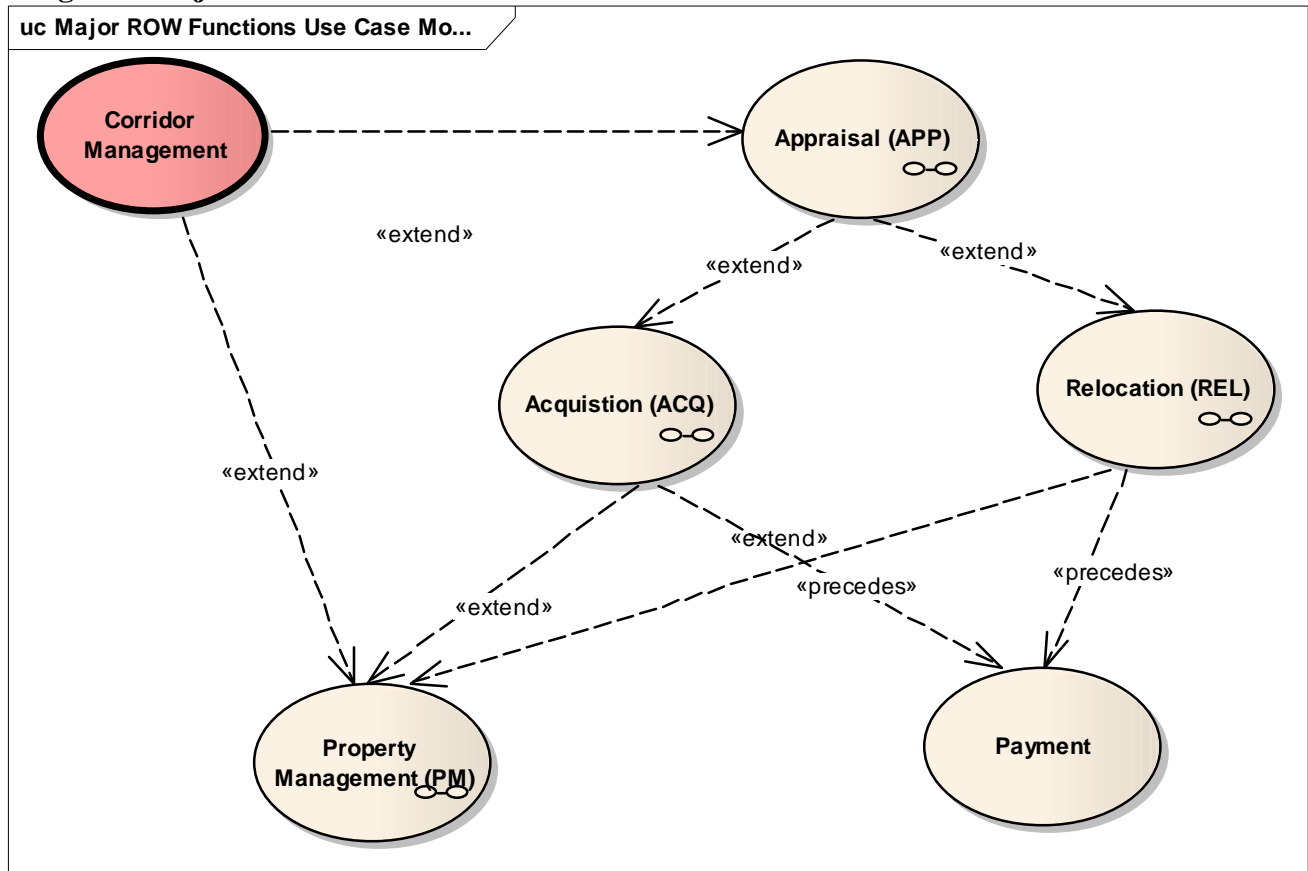 uc Major ROW Functions Use Case Mo...
Corridor
Management
Appraisal (APP)
«extend»
«extend»
«extend»
Acquistion (ACQ)
Relocation (REL)
«extend»
«extend»
«precedes»
«precedes»
«extend»
Property
Management (PM)
Payment